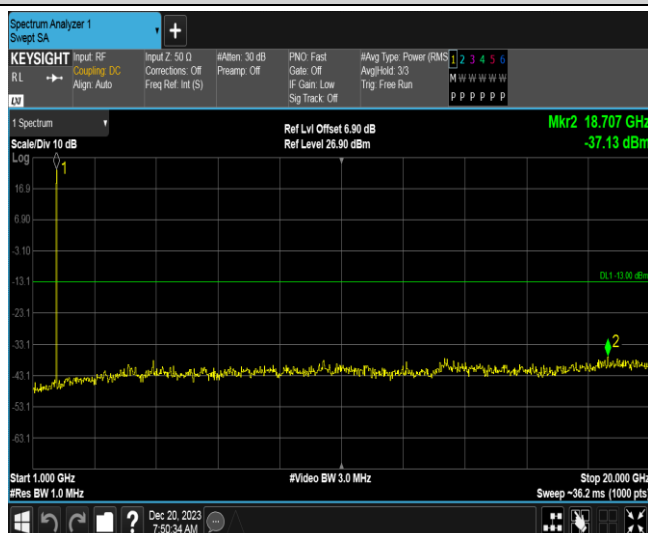 Spectrum Analyzer 1
Swept SA
+
KEYSIGHT
RL
LXI
Input: RF
Coupling: DC
Align: Auto
Input Z: 50 Ω
Corrections: Off
Freq Ref: Int (S)
#Atten: 30 dB
Preamp: Off
PNO: Fast
Gate: Off
IF Gain: Low
Sig Track: Off
#Avg Type: Power (RMS
Avg|Hold: 3/3
Trig: Free Run
1 2 3 4 5 6
M W W W W W
P P P P P P
1 Spectrum
Scale/Div 10 dB
Ref Lvl Offset 6.90 dB
Ref Level 26.90 dBm
Mkr2 18.707 GHz
-37.13 dBm
Log
1
16.9
6.90
-3.10
-13.1
DL1 -13.00 dBm
-23.1
-33.1
2
-43.1
-53.1
-63.1
Start 1.000 GHz
#Video BW 3.0 MHz
Stop 20.000 GHz
#Res BW 1.0 MHz
Sweep ~36.2 ms (1000 pts)
?
Dec 20, 2023
7:50:34 AM